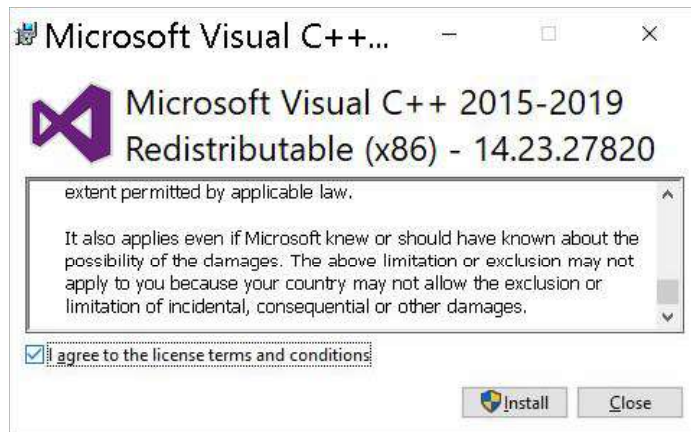 Microsoft Visual C++...
Microsoft Visual C++ 2015-2019
Redistributable (x86) - 14.23.27820
extent permitted by applicable law.
It also applies even if Microsoft knew or should have known about the
possibility of the damages. The above limitation or exclusion may not
apply to you because your country may not allow the exclusion or
limitation of incidental, consequential or other damages.
I agree to the license terms and conditions
Install Close